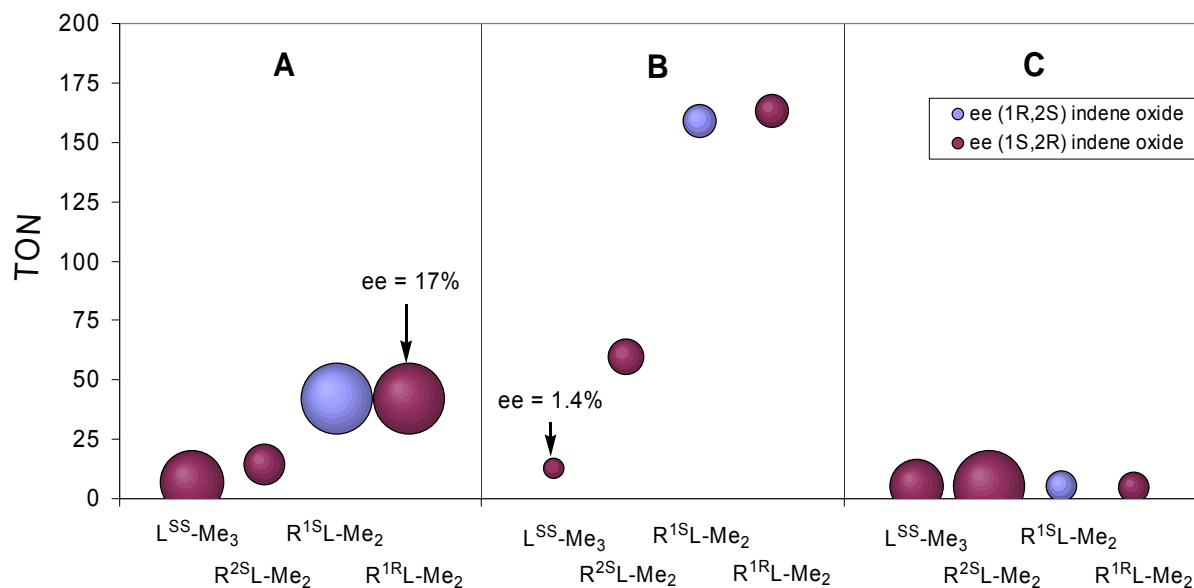 200
175
150
125
100
75
50
25
0
TON
A
B
C
ee (1R,2S) indene oxide
ee (1S,2R) indene oxide
ee = 17%
ee = 1.4%
L^SS-Me₃
R^1SL-Me₂
R^2SL-Me₂
R^1RL-Me₂
L^SS-Me₃
R^1SL-Me₂
R^2SL-Me₂
R^1RL-Me₂
L^SS-Me₃
R^1SL-Me₂
R^2SL-Me₂
R^1RL-Me₂